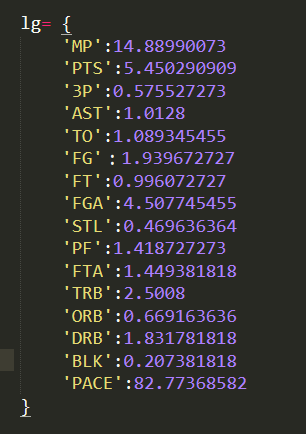 lg= {
'MP':14.88990073
'PTS':5.450290909
'3P':0.575527273
'AST':1.0128
'TO':1.089345455
'FG' : 1.939672727
'FT':0.996072727
'FGA':4.507745455
'STL':0.469636364
'PF':1.418727273
'FTA':1.449381818
'TRB':2.5008
'ORB':0.669163636
'DRB':1.831781818
'BLK':0.207381818
'PACE':82.77368582
}